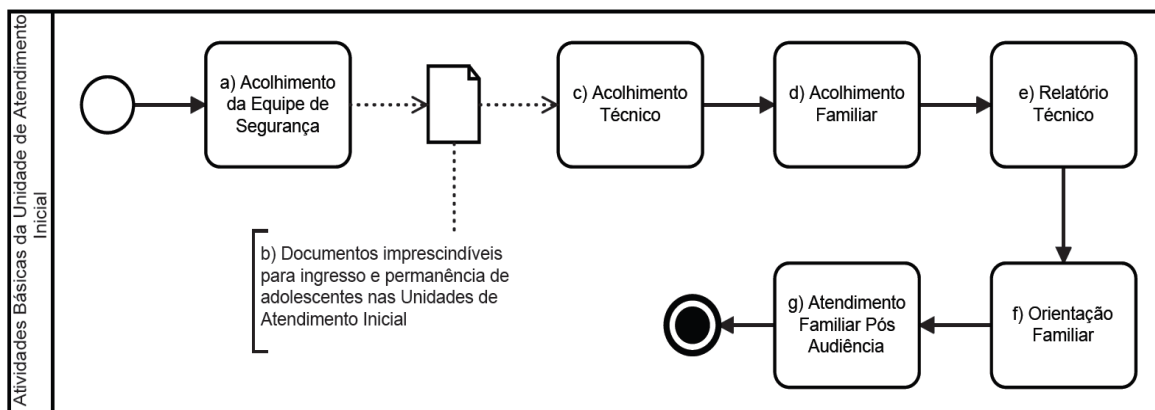 Atividades Básicas da Unidade de Atendimento
Inicial
a) Acolhimento
da Equipe de
Segurança
b) Documentos imprescindíveis
para ingresso e permanência de
adolescentes nas Unidades de
Atendimento Inicial
c) Acolhimento
Técnico
d) Acolhimento
Familiar
e) Relatório
Técnico
f) Orientação
Familiar
g) Atendimento
Familiar Pós
Audiência